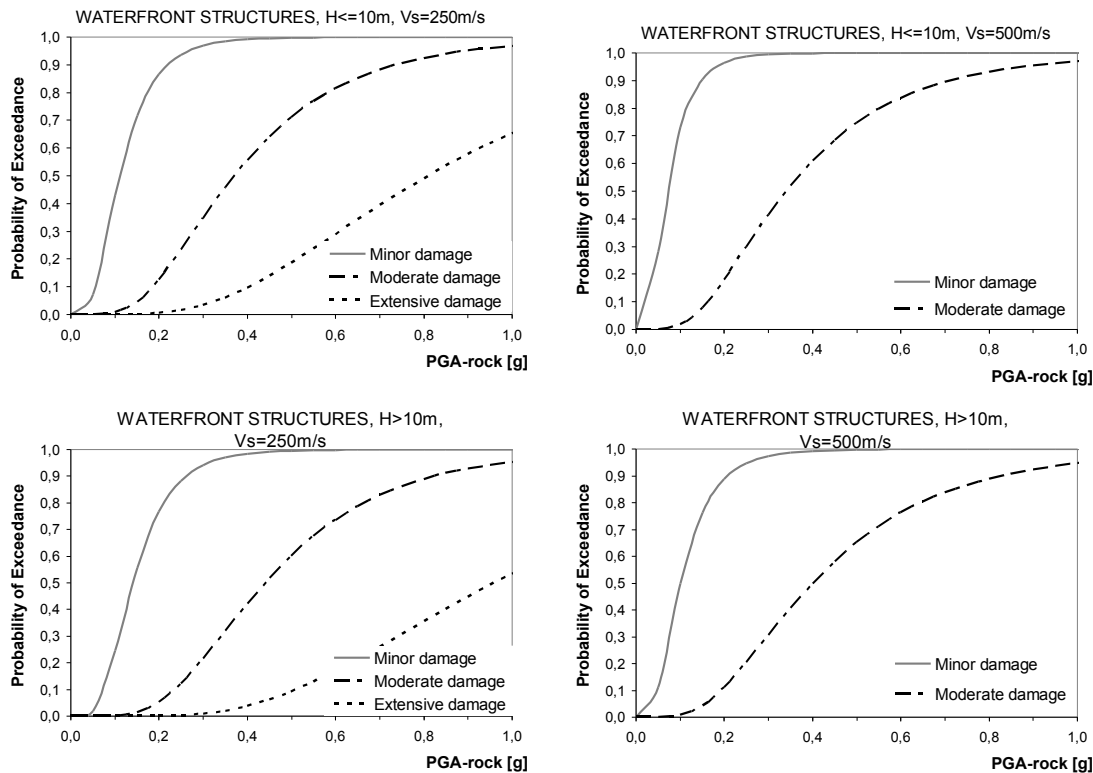 WATERFRONT STRUCTURES, H<=10m, Vs=250m/s
Probability of Exceedance
1,0
0,9
0,8
0,7
0,6
0,5
0,4
0,3
0,2
0,1
0,0
Minor damage
Moderate damage
Extensive damage
0,0 0,2 0,4 0,6 0,8 1,0
PGA-rock [g]
WATERFRONT STRUCTURES, H<=10m, Vs=500m/s
Probability of Exceedance
1,0
0,9
0,8
0,7
0,6
0,5
0,4
0,3
0,2
0,1
0,0
Minor damage
Moderate damage
0,0 0,2 0,4 0,6 0,8 1,0
PGA-rock [g]
WATERFRONT STRUCTURES, H>10m,
Vs=250m/s
Probability of Exceedance
1,0
0,9
0,8
0,7
0,6
0,5
0,4
0,3
0,2
0,1
0,0
Minor damage
Moderate damage
Extensive damage
0,0 0,2 0,4 0,6 0,8 1,0
PGA-rock [g]
WATERFRONT STRUCTURES, H>10m,
Vs=500m/s
Probability of Exceedance
1,0
0,9
0,8
0,7
0,6
0,5
0,4
0,3
0,2
0,1
0,0
Minor damage
Moderate damage
0,0 0,2 0,4 0,6 0,8 1,0
PGA-rock [g]